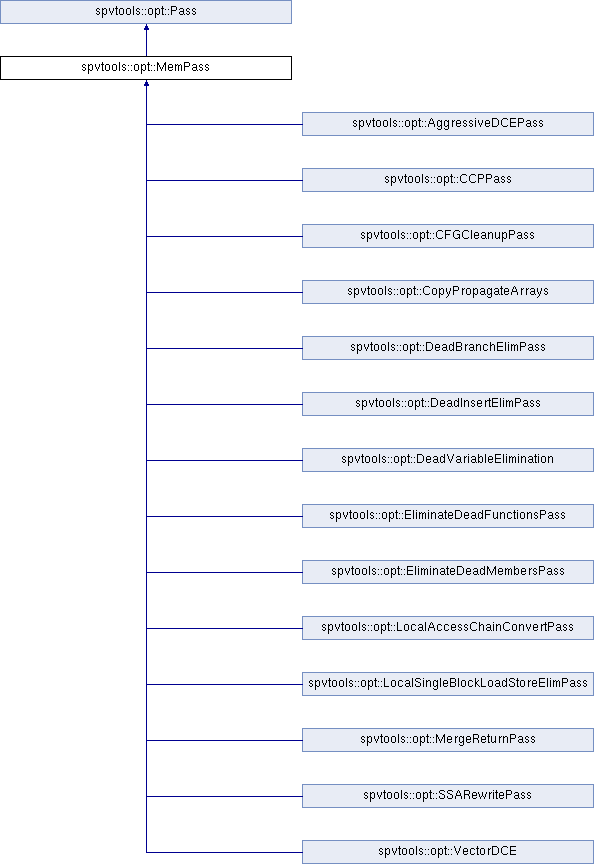 spvtools::opt::Pass
spvtools::opt::MemPass
spvtools::opt::AggressiveDCEPass
spvtools::opt::CCPPass
spvtools::opt::CFGCleanupPass
spvtools::opt::CopyPropagateArrays
spvtools::opt::DeadBranchElimPass
spvtools::opt::DeadInsertElimPass
spvtools::opt::DeadVariableElimination
spvtools::opt::EliminateDeadFunctionsPass
spvtools::opt::EliminateDeadMembersPass
spvtools::opt::LocalAccessChainConvertPass
spvtools::opt::LocalSingleBlockLoadStoreElimPass
spvtools::opt::MergeReturnPass
spvtools::opt::SSARewritePass
spvtools::opt::VectorDCE